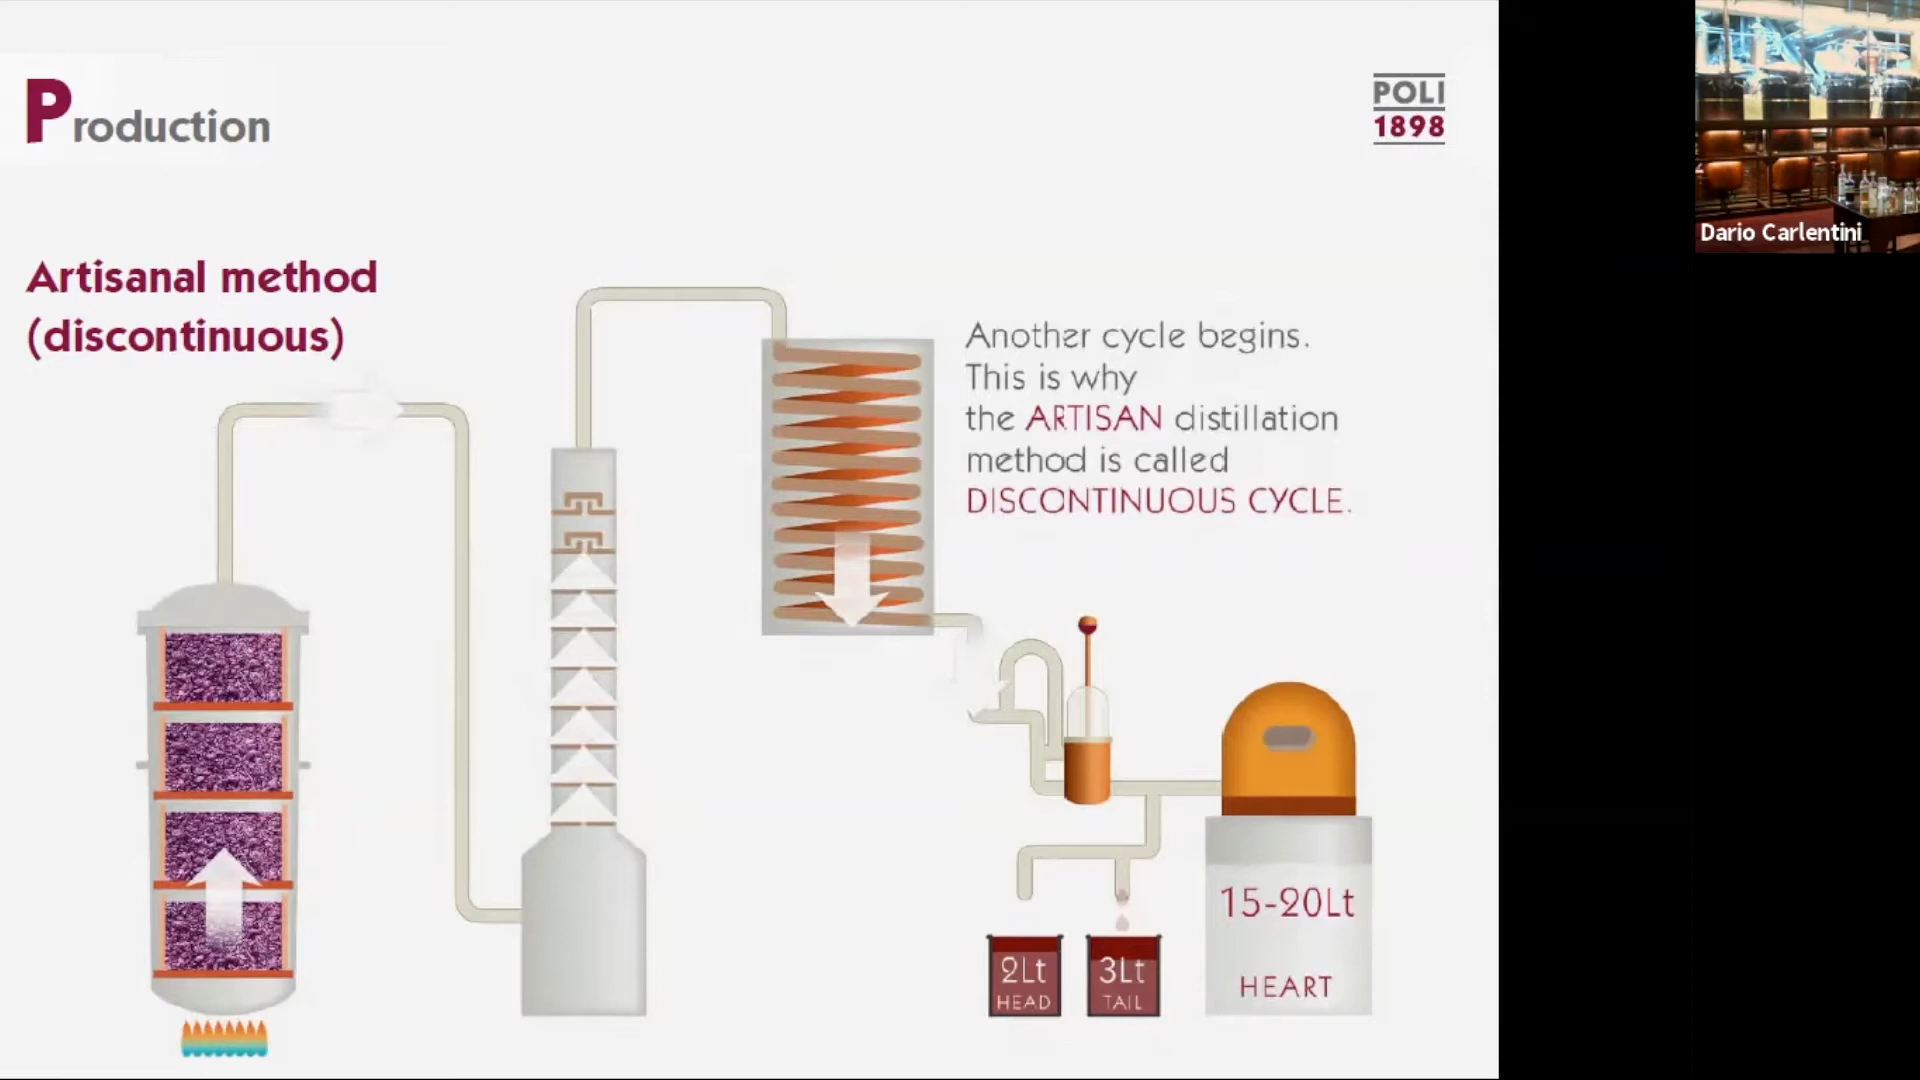 Production
POLI
1898
Dario Carlentini
Artisanal method
(discontinuous)
Another cycle begins.
This is why
the ARTISAN distillation
method is called
DISCONTINUOUS CYCLE.
15-20Lt
HEART
2Lt
HEAD
3Lt
TAIL